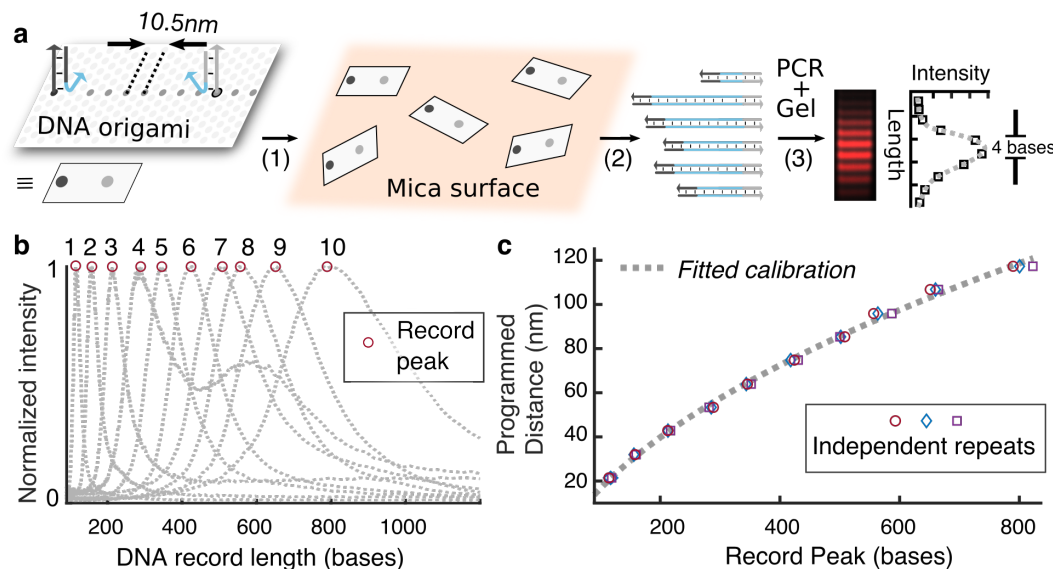 a
10.5nm
DNA origami
≡
(1)
Mica surface
(2)
PCR
+
Gel
(3)
Intensity
Length
4 bases
b
1 2 3 4 5 6 7 8 9 10
1
0
Normalized intensity
Record
peak
200 400 600 800 1000
DNA record length (bases)
c
120
100
80
60
40
20
Programmed
Distance (nm)
Fitted calibration
Independent repeats
200 400 600 800
Record Peak (bases)